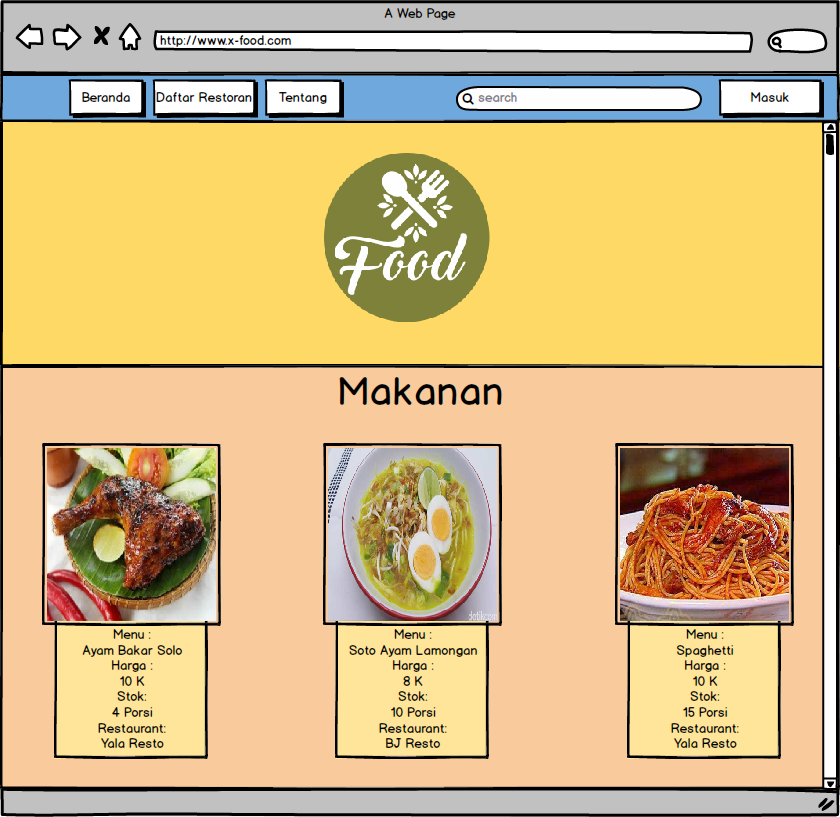 A Web Page
http://www.x-food.com
Beranda
Daftar Restoran
Tentang
search
Masuk
Food
Makanan
Menu :
Ayam Bakar Solo
Harga :
10 K
Stok:
4 Porsi
Restaurant:
Yala Resto
Menu :
Soto Ayam Lamongan
Harga :
8 K
Stok:
10 Porsi
Restaurant:
BJ Resto
Menu :
Spaghetti
Harga :
10 K
Stok:
15 Porsi
Restaurant:
Yala Resto